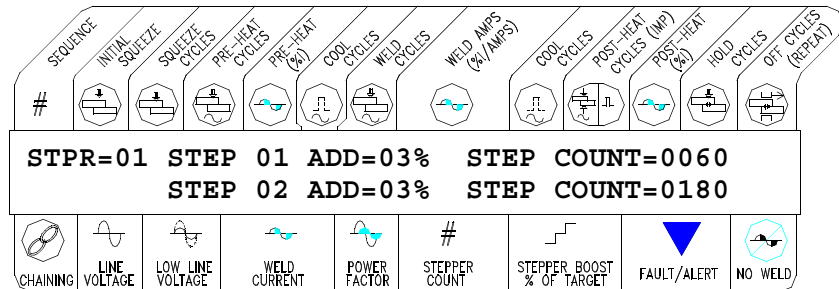 SEQUENCE
INITIAL
SQUEEZE
SQUEEZE
CYCLES
PRE-HEAT
CYCLES
PRE-HEAT
(%)
COOL
CYCLES
WELD
CYCLES
WELD AMPS
(%/AMPS)
COOL
CYCLES
POST-HEAT
CYCLES (MP)
POST-HEAT
(%)
HOLD
CYCLES
OFF CYCLES
(REPEAT)
#
STPR=01 STEP 01 ADD=03% STEP COUNT=0060
STEP 02 ADD=03% STEP COUNT=0180
CHAINING
LINE
VOLTAGE
LOW LINE
VOLTAGE
WELD
CURRENT
POWER
FACTOR
#
STEPPER
COUNT
STEPPER BOOST
% OF TARGET
FAULT/ALERT
NO WELD